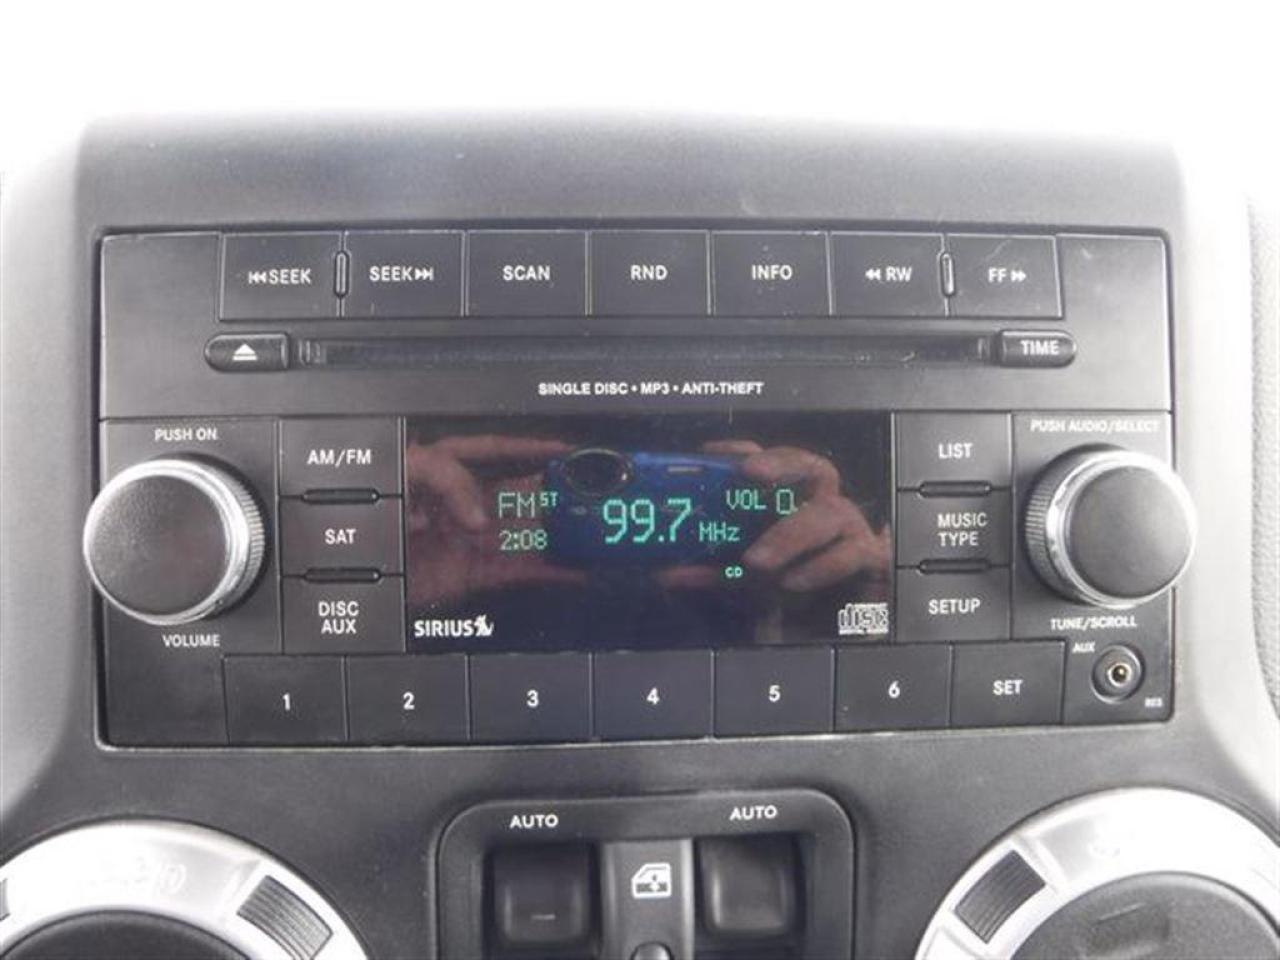 SEEK
SEEK
SCAN
RND
INFO
RW
FF
TIME
SINGLE DISC • MP3 • ANTI-THEFT
PUSH ON
AM/FM
SAT
DISC
AUX
VOLUME
FM ST
2:08
99.7 MHz
VOL 0
CD
SIRIUS
disc
LIST
MUSIC
TYPE
SETUP
PUSH AUDIO/SELECT
TUNE/SCROLL
AUX
1
2
3
4
5
6
SET
AUTO
AUTO